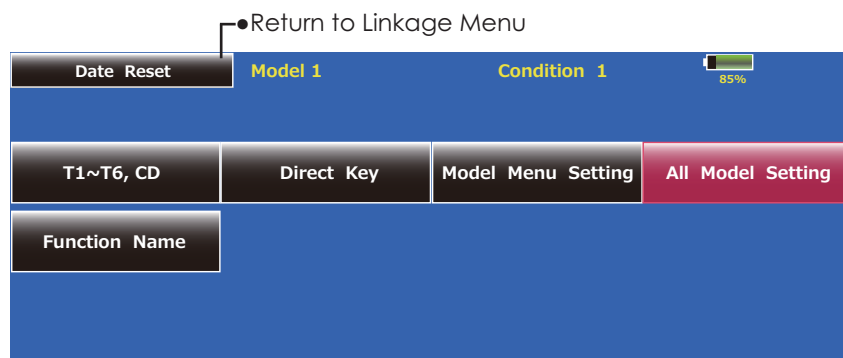 ●Return to Linkage Menu
Date Reset Model 1 Condition 1 85%
T1~T6, CD Direct Key Model Menu Setting All Model Setting
Function Name